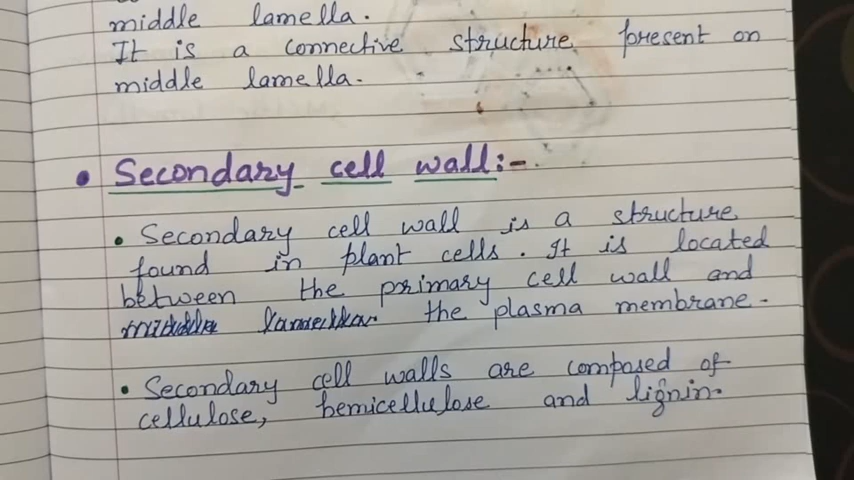 middle lamella.
It is a connective structure present on
middle lamella.
• Secondary cell wall:-
• Secondary cell wall is a structure
found in plant cells. It is located
between the primary cell wall and
middle lamella the plasma membrane.
• Secondary cell walls are composed of
cellulose, hemicellulose and lignin.